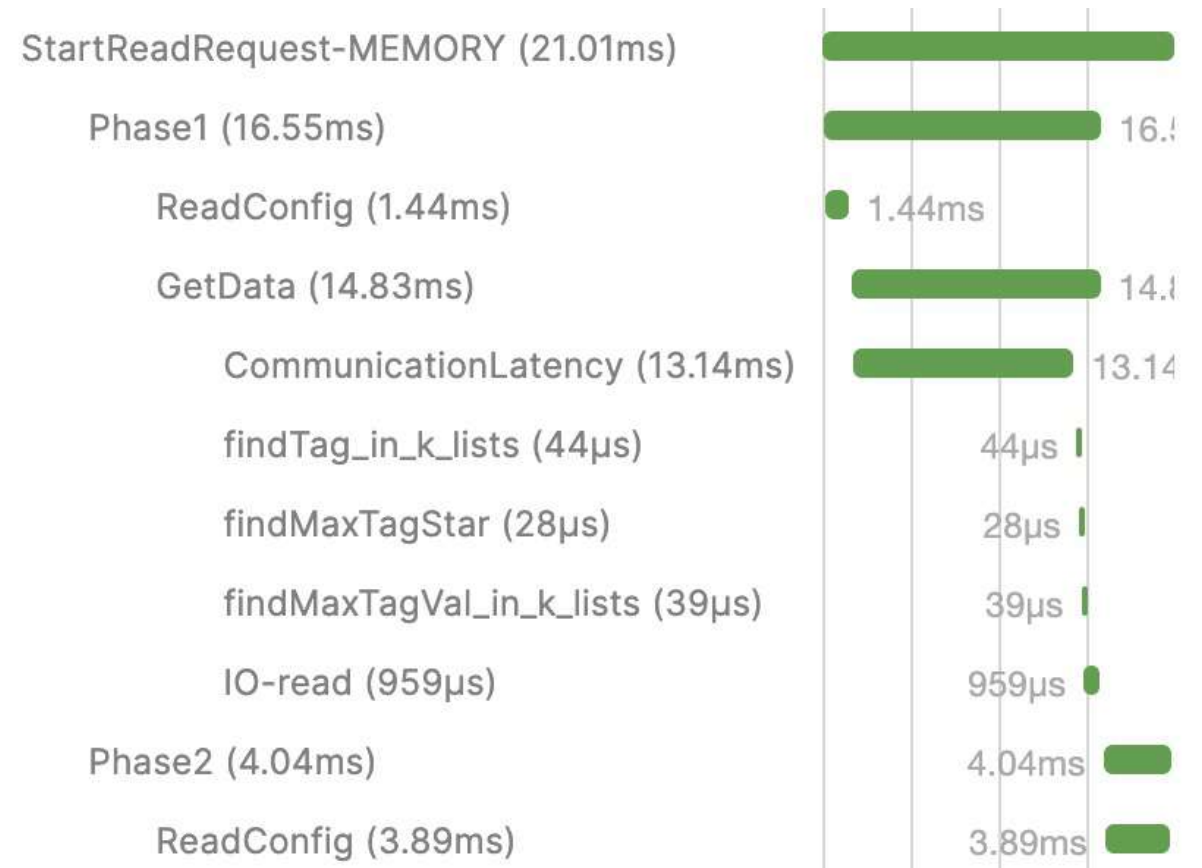 StartReadRequest-MEMORY (21.01ms)
Phase1 (16.55ms)
ReadConfig (1.44ms) 1.44ms
GetData (14.83ms)
CommunicationLatency (13.14ms) 13.14
findTag_in_k_lists (44μs) 44μs
findMaxTagStar (28μs) 28μs
findMaxTagVal_in_k_lists (39μs) 39μs
IO-read (959μs) 959μs
Phase2 (4.04ms) 4.04ms
ReadConfig (3.89ms) 3.89ms